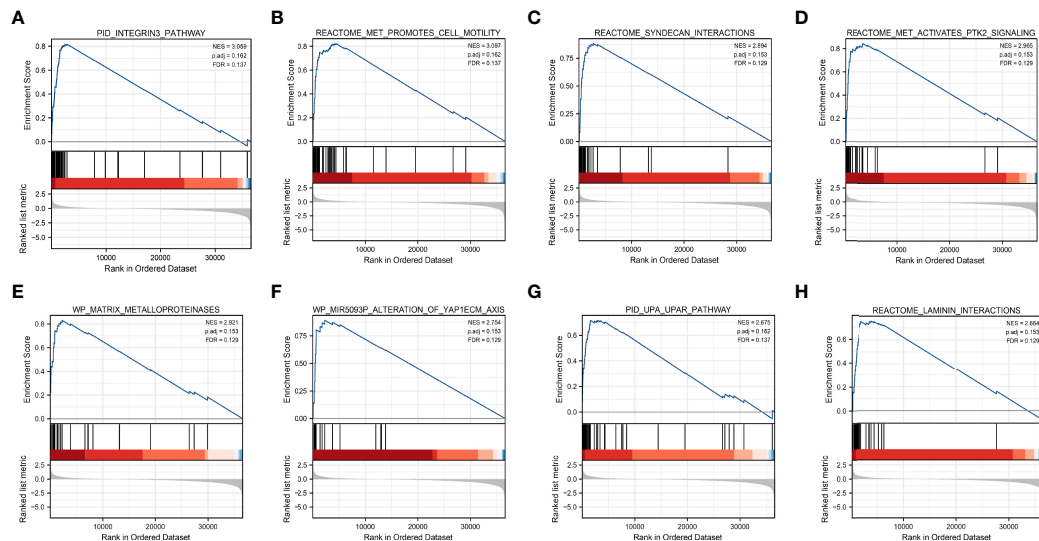 A
PID_INTEGRIN3_PATHWAY
NES = 3.059
p.adj = 0.162
FDR = 0.137
Enrichment Score
0.8
0.6
0.4
0.2
0.0
Ranked list metric
2.5
0.0
−2.5
−5.0
10000 20000 30000
Rank in Ordered Dataset
B
REACTOME_MET_PROMOTES_CELL_MOTILITY
NES = 3.097
p.adj = 0.162
FDR = 0.137
Enrichment Score
0.8
0.6
0.4
0.2
0.0
Ranked list metric
2.5
0.0
−2.5
−5.0
10000 20000 30000
Rank in Ordered Dataset
C
REACTOME_SYNDECAN_INTERACTIONS
NES = 2.894
p.adj = 0.153
FDR = 0.129
Enrichment Score
0.75
0.50
0.25
0.00
Ranked list metric
2.5
0.0
−2.5
−5.0
10000 20000 30000
Rank in Ordered Dataset
D
REACTOME_MET_ACTIVATES_PTK2_SIGNALING
NES = 2.965
p.adj = 0.153
FDR = 0.129
Enrichment Score
0.8
0.6
0.4
0.2
0.0
Ranked list metric
2.5
0.0
−2.5
−5.0
10000 20000 30000
Rank in Ordered Dataset
E
WP_MATRIX_METALLOPROTEINASES
NES = 2.921
p.adj = 0.153
FDR = 0.129
Enrichment Score
0.8
0.6
0.4
0.2
0.0
Ranked list metric
2.5
0.0
−2.5
−5.0
10000 20000 30000
Rank in Ordered Dataset
F
WP_MIR5093P_ALTERATION_OF_YAP1ECM_AXIS
NES = 2.754
p.adj = 0.153
FDR = 0.129
Enrichment Score
0.75
0.50
0.25
0.00
Ranked list metric
2.5
0.0
−2.5
−5.0
10000 20000 30000
Rank in Ordered Dataset
G
PID_UPA_UPAR_PATHWAY
NES = 2.675
p.adj = 0.162
FDR = 0.137
Enrichment Score
0.6
0.4
0.2
0.0
Ranked list metric
2.5
0.0
−2.5
−5.0
10000 20000 30000
Rank in Ordered Dataset
H
REACTOME_LAMININ_INTERACTIONS
NES = 2.664
p.adj = 0.153
FDR = 0.129
Enrichment Score
0.6
0.4
0.2
0.0
Ranked list metric
2.5
0.0
−2.5
−5.0
10000 20000 30000
Rank in Ordered Dataset